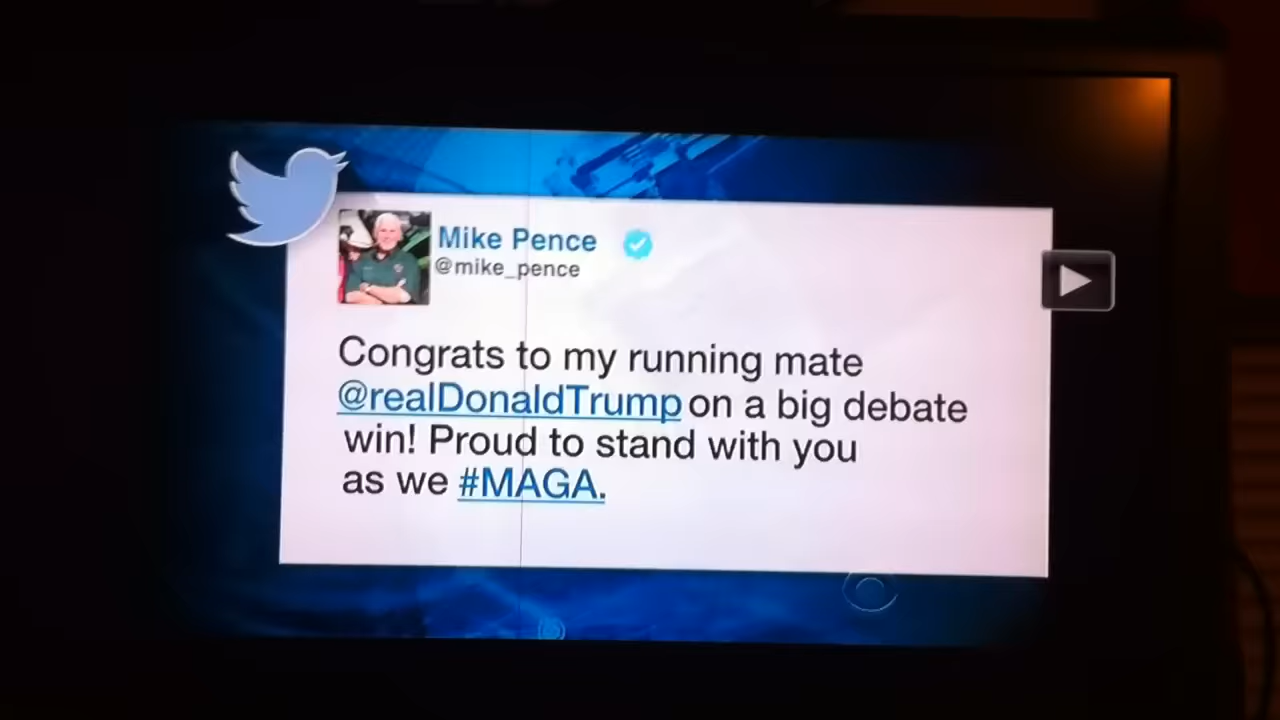 Mike Pence
@mike_pence
Congrats to my running mate
@realDonaldTrump on a big debate
win! Proud to stand with you
as we #MAGA.